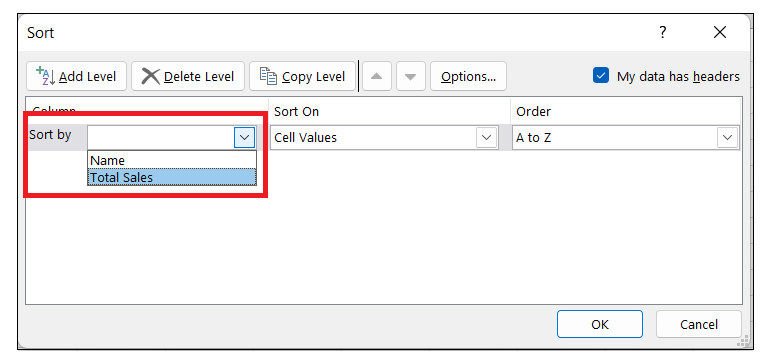 Sort
?
Add Level Delete Level Copy Level Options... My data has headers
Column Sort On Order
Sort by Cell Values A to Z
Name
Total Sales
OK Cancel